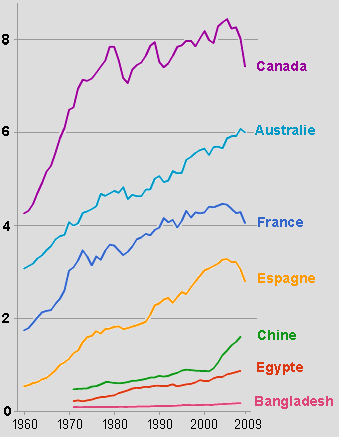 8
Canada
6
Australie
4
France
Espagne
2
Chine
Egypte
Bangladesh
0
1960 1970 1980 1990 2000 2009